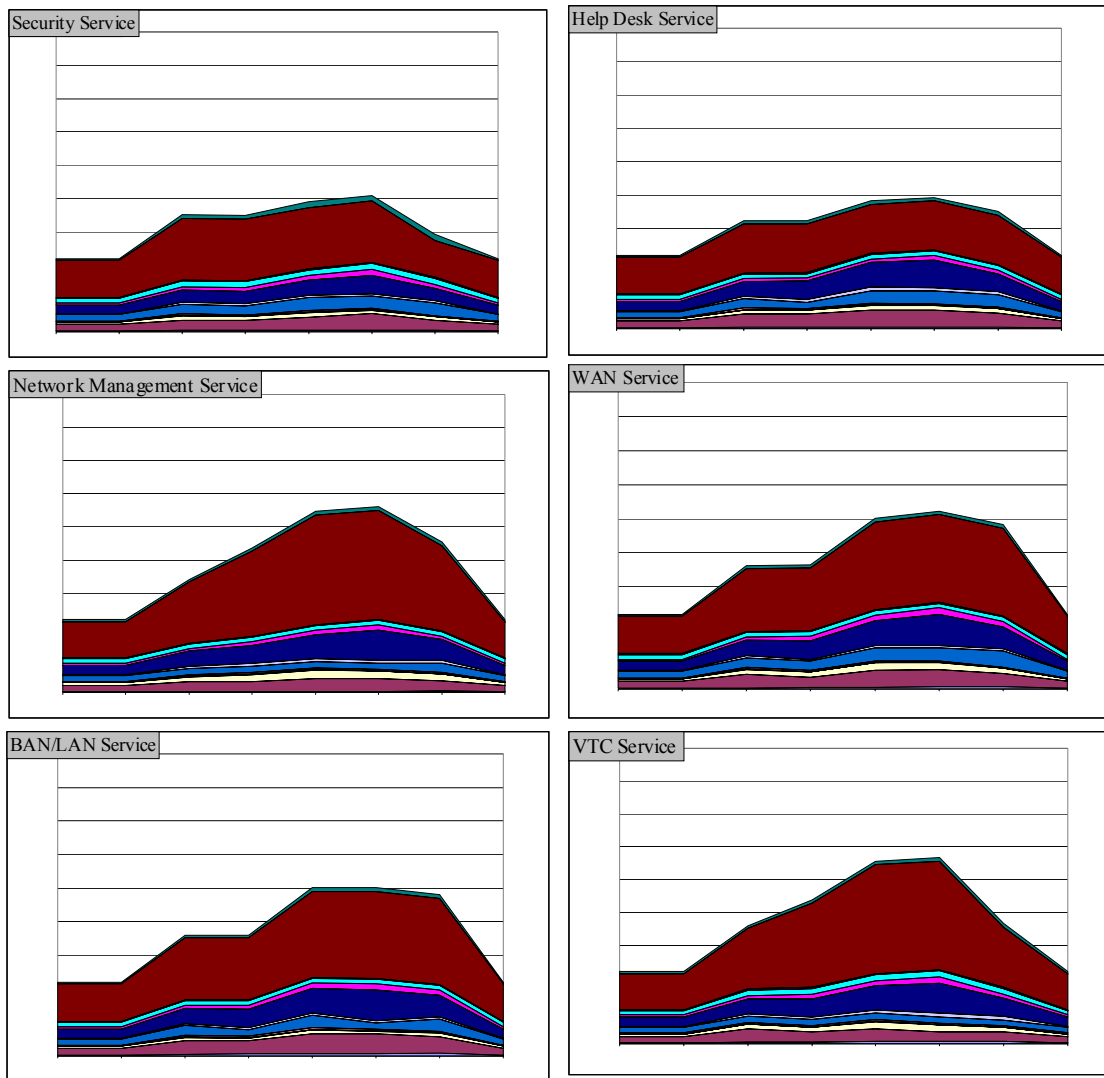 Security Service
Help Desk Service
Network Management Service
WAN Service
BAN/LAN Service
VTC Service